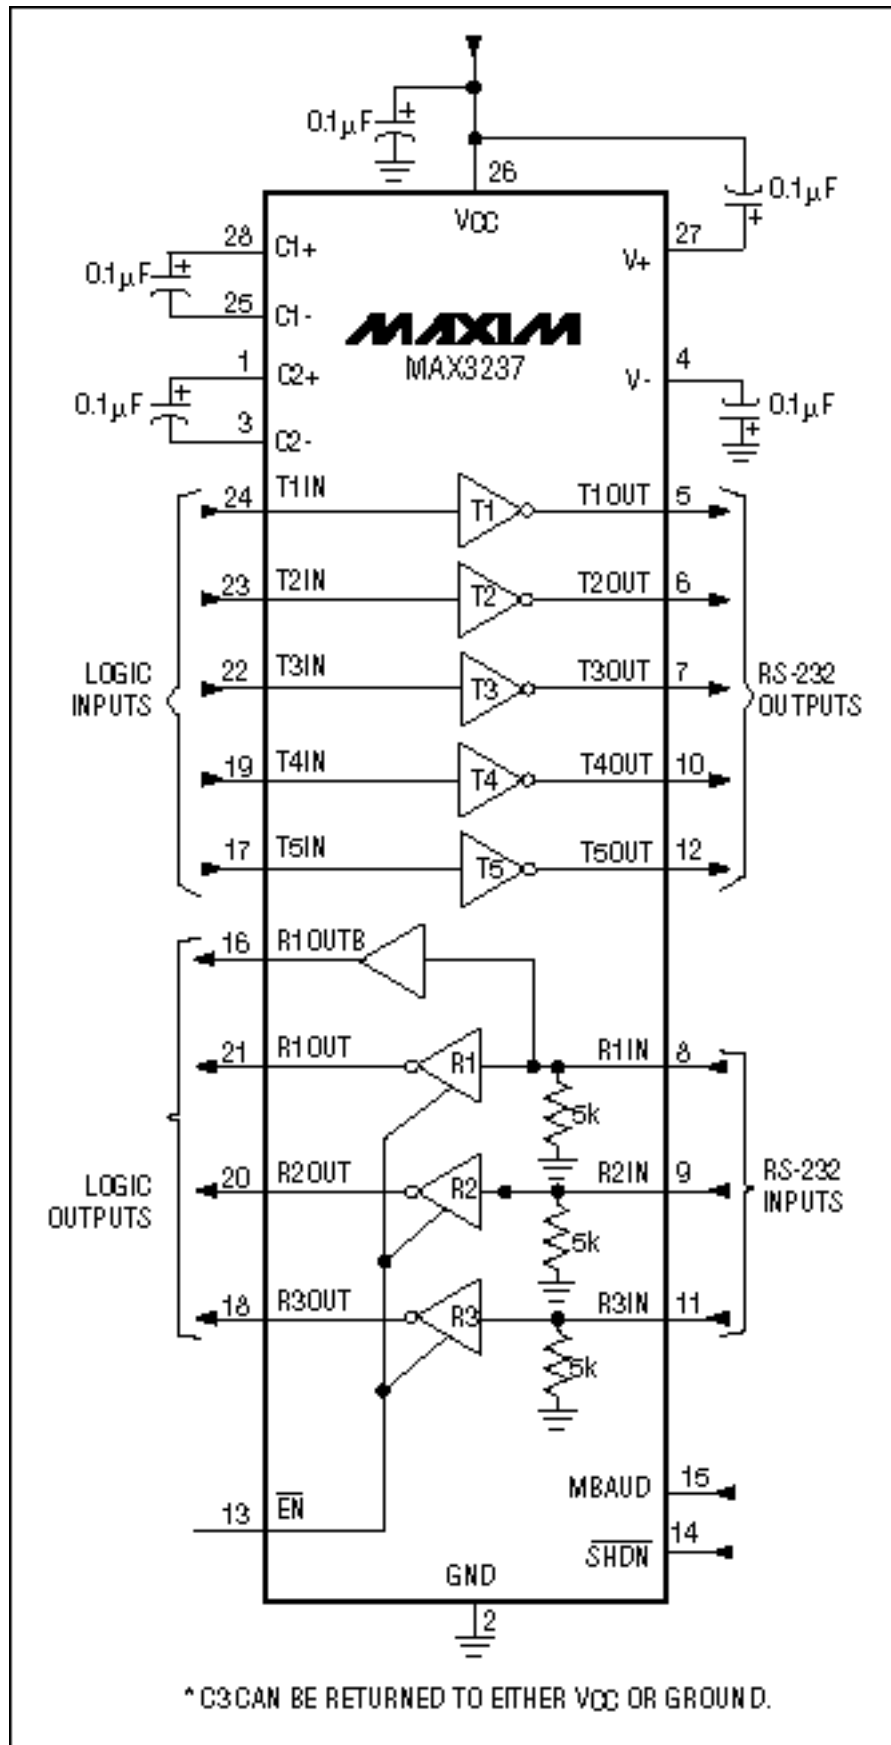 0.1µF
+
26
0.1µF
+
VCC
28
C1+
27
V+
0.1µF
+
25
C1-
MAXIM
MAX3237
1
C2+
4
V-
0.1µF
+
3
C2-
0.1µF
+
24
T1IN
T1
T1OUT
5
23
T2IN
T2
T2OUT
6
LOGIC
INPUTS
22
T3IN
T3
T3OUT
7
RS-232
OUTPUTS
19
T4IN
T4
T4OUT
10
17
T5IN
T5
T5OUT
12
16
R1OUTB
21
R1OUT
R1
R1IN
8
5k
LOGIC
OUTPUTS
20
R2OUT
R2
R2IN
9
RS-232
INPUTS
5k
18
R3OUT
R3
R3IN
11
5k
MBAUD
15
13
EN
SHDN
14
GND
2
* C3 CAN BE RETURNED TO EITHER VCC OR GROUND.